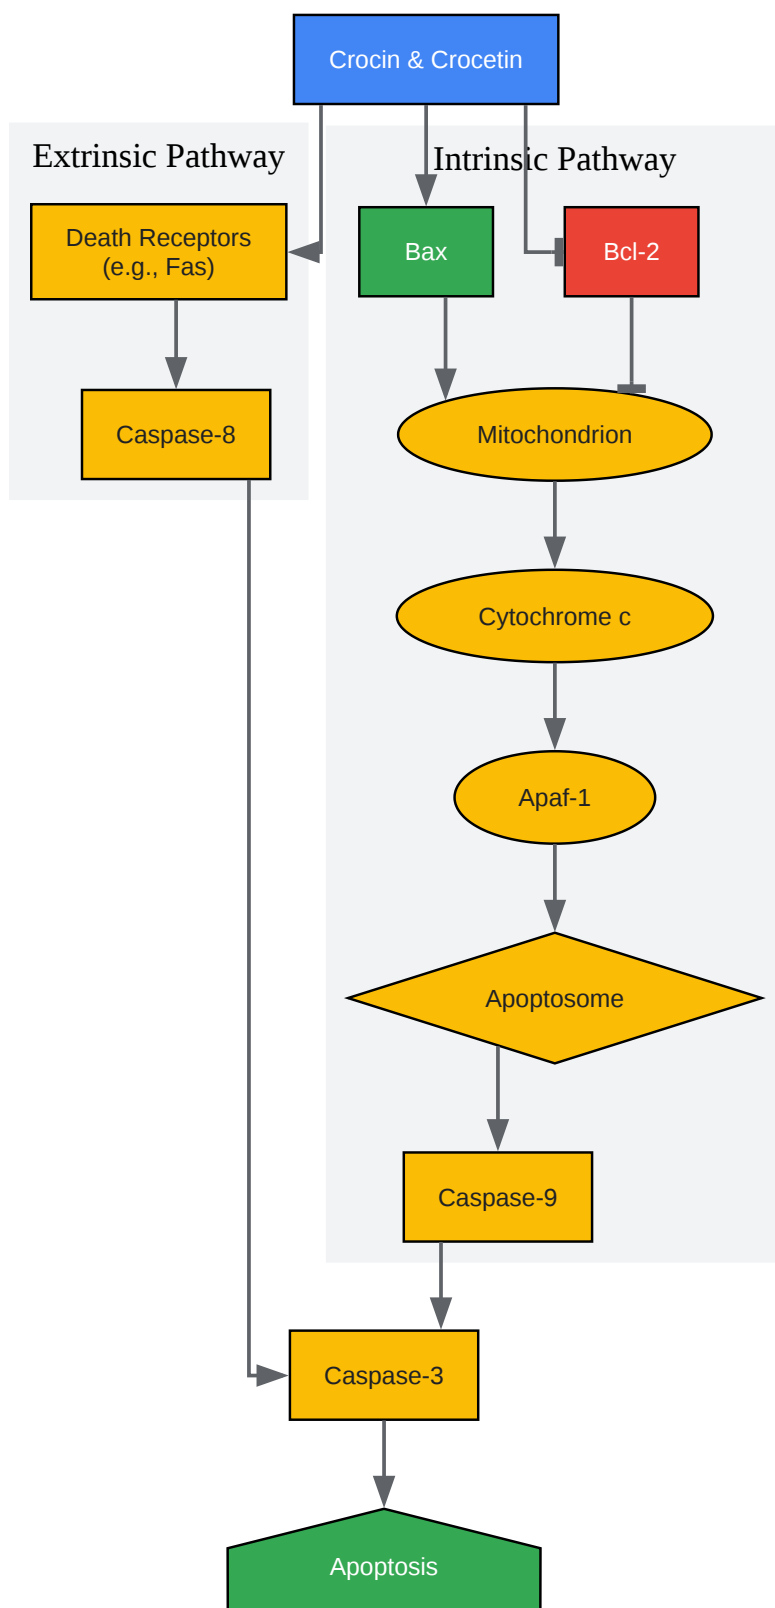 Crocin & Crocetin
Extrinsic Pathway
Intrinsic Pathway
Death Receptors
(e.g., Fas)
Bax
Bcl-2
Caspase-8
Mitochondrion
Cytochrome c
Apaf-1
Apoptosome
Caspase-9
Caspase-3
Apoptosis